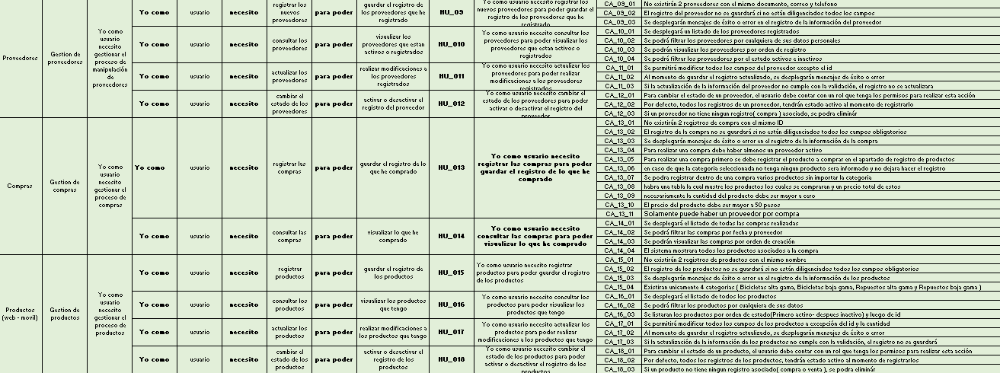 Proveedores
Gestion de
proveedores
Yo como
usuario
necesito
gestionar el
proceso de
manipulación
de
proveedores
Yo como
usuario
necesito
registrar los
nuevos
proveedores
para poder
guardar el registro de
los proveedores que he
registrado
HU_09
Yo como usuario necesito registrar los
nuevos proveedores para poder guardar el
registro de los proveedores que he
registrado
CA_09_01 No existirán 2 proveedores con el mismo documento, correo y telefono
CA_09_02 El registro del proveedor no se guardará si no están diligenciados todos los campos
CA_09_03 Se desplegarán mensajes de éxito o error en el registro de la información del proveedor
Yo como
usuario
necesito
consultar los
proveedores
para poder
visualizar los
proveedores que estan
activos o registrados
HU_010
Yo como usuario necesito consultar los
proveedores para poder visualizar los
proveedores que estan activos o
registrados
CA_10_01 Se desplegará un listado de los proveedores registrados
CA_10_02 Se podrá filtrar los proveedores por cualquiera de sus datos personales
CA_10_03 Se podrán visualizar los proveedores por orden de registro
CA_10_04 Se podrá filtrar los proveedores por el estado activos e inactivos
Yo como
usuario
necesito
actualizar los
proveedores
para poder
realizar modificaciones a
los proveedores
registrados
HU_011
Yo como usuario necesito actualizar los
proveedores para poder realizar
modificaciones a los proveedores
registrados
CA_11_01 Se permitirá modificar todos los campos del proveedor excepto el id
CA_11_02 Al momento de guardar el registro actualizado, se desplegarán mensajes de éxito o error
CA_11_03 Si la actualización de la información del proveedor no cumple con la validación, el registro no se actualizara
Yo como
usuario
necesito
cambiar el
estado de los
proveedores
para poder
activar o desactivar el
registro del proveedor
HU_012
Yo como usuario necesito cambiar el
estado de los proveedores para poder
activar o desactivar el registro del
proveedor
CA_12_01 Para cambiar el estado de un proveedor, el usuario debe contar con un rol que tenga los permisos para realizar esta acción
CA_12_02 Por defecto, todos los registros de un proveedor, tendrán estado activo al momento de registrarlo
CA_12_03 Si un proveedor no tiene ningun registro( compra ) asociado, se podra eliminár
Compras
Gestion de
compras
Yo como
usuario
necesito
gestionar el
proceso de
compras
Yo como
usuario
necesito
registrar las
compras
para poder
guardar el registro de lo
que he comprado
HU_013
Yo como usuario necesito
registrar las compras para poder
guardar el registro de lo que he
comprado
CA_13_01 No existirán 2 registros de compra con el mismo ID
CA_13_02 El registro de la compra no se guardará si no están diligenciados todos los campos obligatorios
CA_13_03 Se desplegarán mensajes de éxito o error en el registro de la información de la compra
CA_13_04 Para realizar una compra debe haber almenos un proveedor activo
CA_13_05 Para realizar una compra primero se debe registrar el producto a comprar en el apartado de registro de productos
CA_13_06 en caso de que la categoria seleccionada no tenga ningun producto sera informado y no dejara hacer el registro
CA_13_07 Se podra registrar dentro de una compra varios productos sin importar la categoria
CA_13_08 habra una tabla la cual mustre los productos los cuales se compraran y un precio total de estos
CA_13_09 necesariamente la cantidad del producto debe ser mayor a cero
CA_13_10 El precio del producto debe ser mayor a 50 pesos
CA_13_11 Solamente puede haber un proveedor por compra
Yo como
usuario
necesito
consultar las
compras
para poder
visualizar lo que he
comprado
HU_014
Yo como usuario necesito
consultar las compras para poder
visualizar lo que he comprado
CA_14_01 Se desplegará el listado de todas las compras realizadas
CA_14_02 Se podrá filtrar las compras por fecha y proveedor
CA_14_03 Se podrán visualizar las compras por orden de creación
CA_14_04 El sistema mostrara todos los productos asociados a la compra
Productos
(web - movil)
Gestion de
productos
Yo como
usuario
necesito
gestionar el
proceso de
productos
Yo como
usuario
necesito
registrar
productos
para poder
guardar el registro de
los productos
HU_015
Yo como usuario necesito registrar
productos para poder guardar el registro
de los productos
CA_15_01 No existirán 2 registros de productos con el mismo nombre
CA_15_02 El registro de los productos no se guardará si no están diligenciados todos los campos obligatorios
CA_15_03 Se desplegarán mensajes de éxito o error en el registro de la información de los productos
CA_15_04 Existiran unicamente 4 categorias ( Bicicletas alta gama, Bicicletas baja gama, Repuestos alta gama y Repuestos baja gama )
Yo como
usuario
necesito
consultar los
productos
para poder
visualizar los productos
que tengo
HU_016
Yo como usuario necesito consultar los
productos para poder visualizar los
productos que tengo
CA_16_01 Se desplegará el listado de todos los productos
CA_16_02 Se podrá filtrar los productos por cualquiera de sus datos
CA_16_03 Se listaran los productos por orden de estado(Primero activo- despues inactivo) y luego de id
Yo como
usuario
necesito
actualizar los
productos
para poder
realizar modificaciones a
los productos que tengo
HU_017
Yo como usuario necesito actualizar los
productos para poder realizar
modificaciones a los productos que tengo
CA_17_01 Se permitirá modificar todos los campos de los productos a excepción del id y la cantidad
CA_17_02 Al momento de guardar el registro actualizado, se desplegarán mensajes de éxito o error
CA_17_03 Si la actualización de la información de los productos no cumple con la validación, el registro no se guardará
Yo como
usuario
necesito
cambiar el
estado de los
productos
para poder
activar o desactivar el
registro de los
productos
HU_018
Yo como usuario necesito cambiar el
estado de los productos para poder
activar o desactivar el registro de los
productos
CA_18_01 Para cambiar el estado de un producto, el usuario debe contar con un rol que tenga los permisos para realizar esta acción
CA_18_02 Por defecto, todos los registros de los productos, tendrán estado activo al momento de registrarlos
CA_18_03 Si un producto no tiene ningun registro asociado( compra o venta ), se podra eliminár